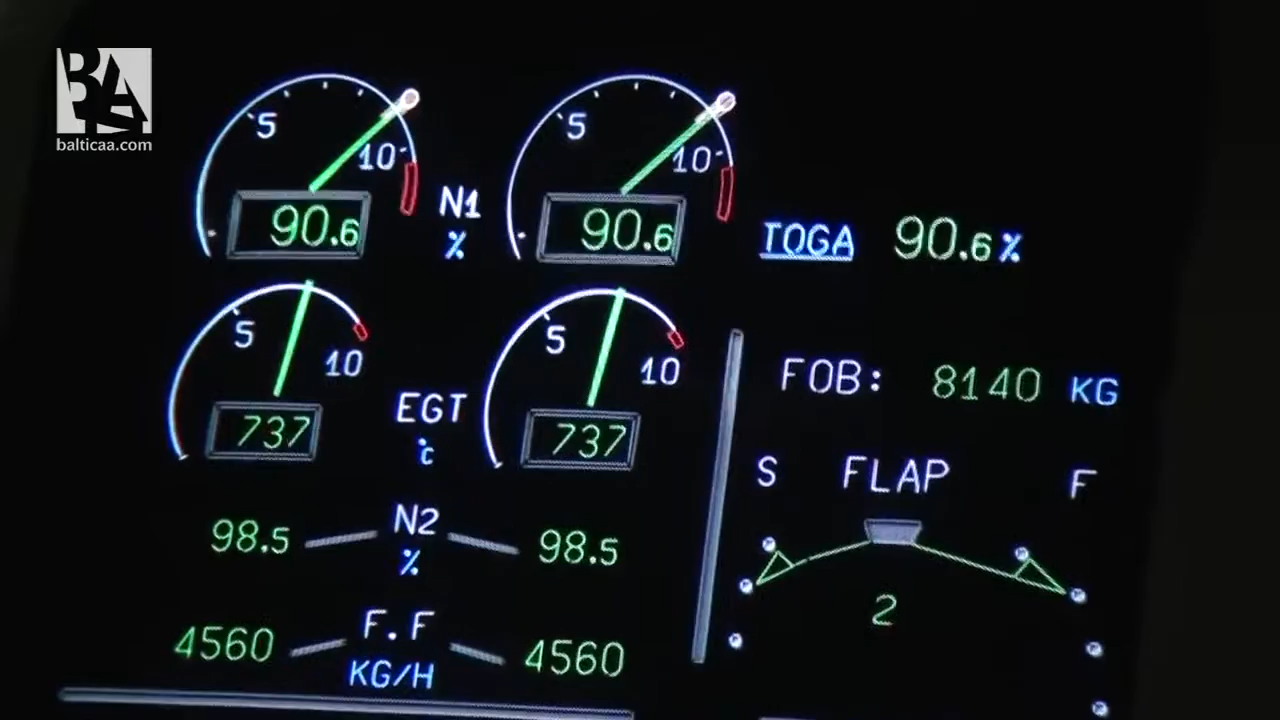 BA
balticaa.com
5
10
90.6
N1
%
5
10
90.6
TOGA 90.6%
5
10
737
EGT
°C
5
10
737
FOB: 8140 KG
S FLAP F
98.5 N2 98.5
%
2
4560 F.F 4560
KG/H